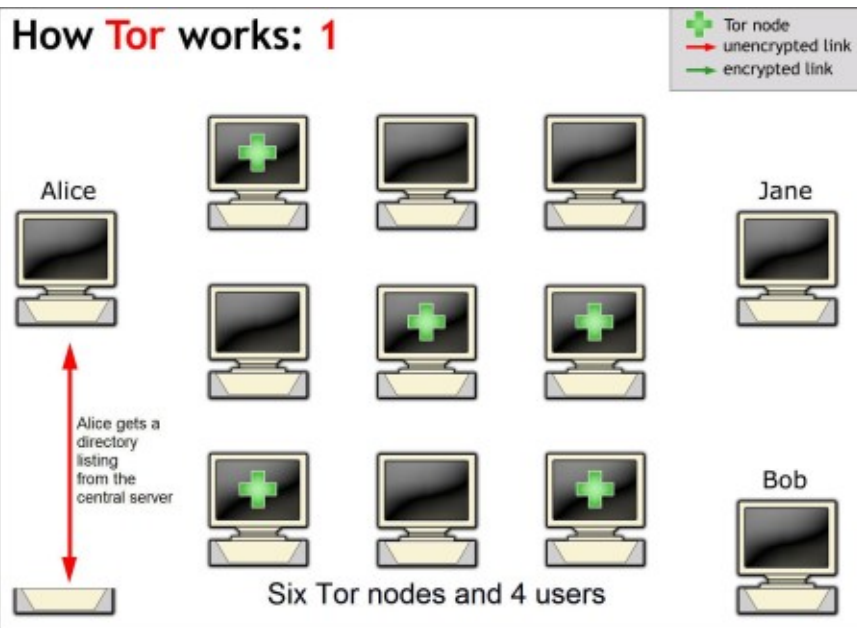 How Tor works: 1
Tor node
unencrypted link
encrypted link
Alice
Jane
Alice gets a
directory
listing
from the
central server
Bob
Six Tor nodes and 4 users